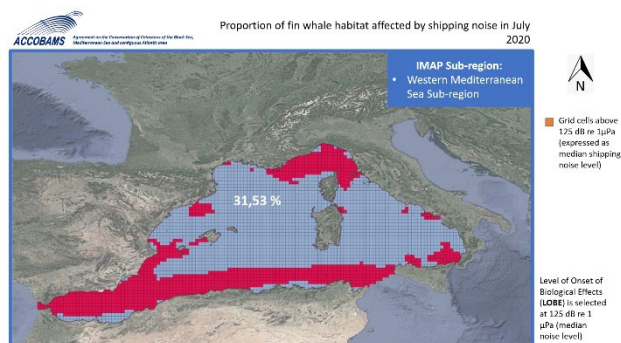 Proportion of fin whale habitat affected by shipping noise in July
2020
ACCOBAMS
Agreement on the Conservation of Cetaceans of the Black Sea,
Mediterranean Sea and contiguous Atlantic area
IMAP Sub-region:
• Western Mediterranean
Sea Sub-region
N
Grid cells above
125 dB re 1µPa
(expressed as
median shipping
noise level)
31,53 %
Level of Onset of
Biological Effects
(LOBE) is selected
at 125 dB re 1
µPa (median
noise level)